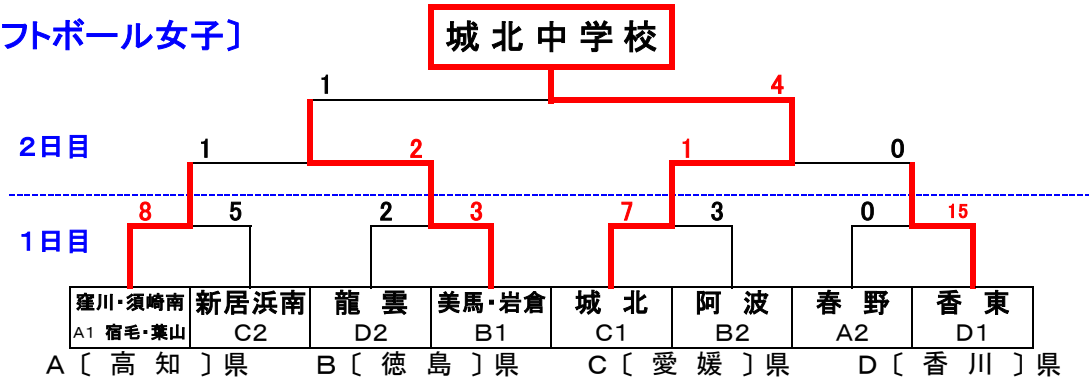 フトボール女子〕
城北中学校
1 4
２日目
1 2 1 0
8 5 2 3 7 3 0 15
１日目
窪川・須崎南 新居浜南 龍雲 美馬・岩倉 城北 阿波 春野 香東
A1 宿毛・葉山 C2 D2 B1 C1 B2 A2 D1
A〔高知〕県 B〔徳島〕県 C〔愛媛〕県 D〔香川〕県